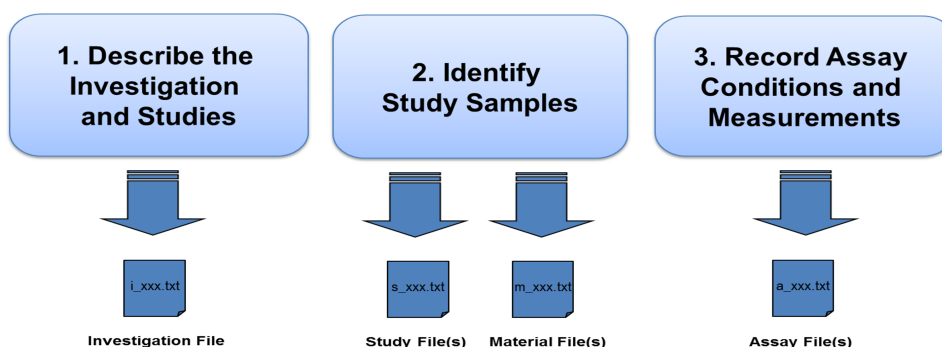 1. Describe the
Investigation
and Studies
2. Identify
Study Samples
3. Record Assay
Conditions and
Measurements
i_xxx.txt
s_xxx.txt
m_xxx.txt
a_xxx.txt
Investigation File
Study File(s)
Material File(s)
Assay File(s)